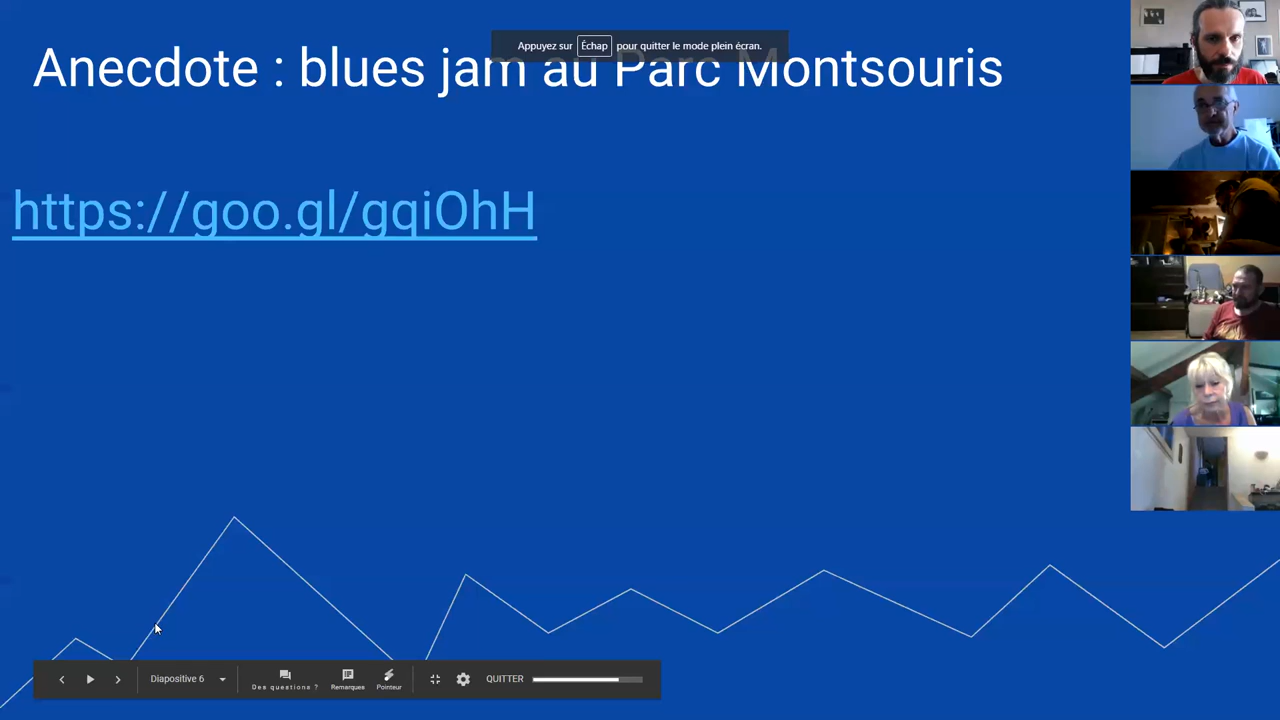 Appuyez sur Échap pour quitter le mode plein écran.
Anecdote : blues jam au Parc Montsouris
https://goo.gl/gqiOhH
Diapositive 6
Des questions ?
Remarques
Pointeur
QUITTER